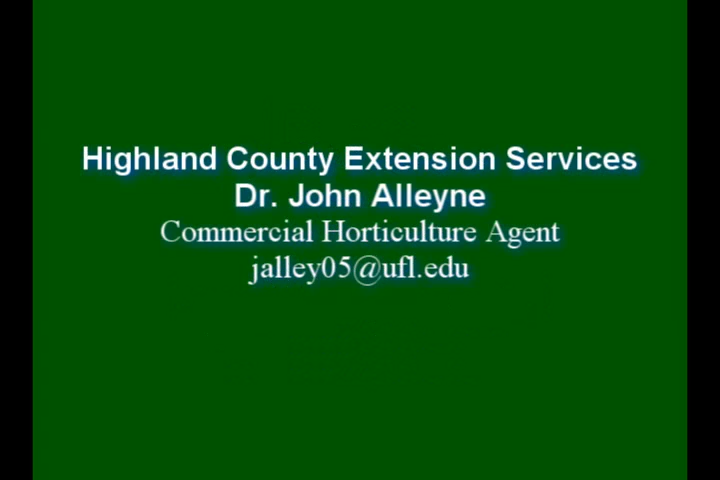 Highland County Extension Services
Dr. John Alleyne
Commercial Horticulture Agent
jalley05@ufl.edu